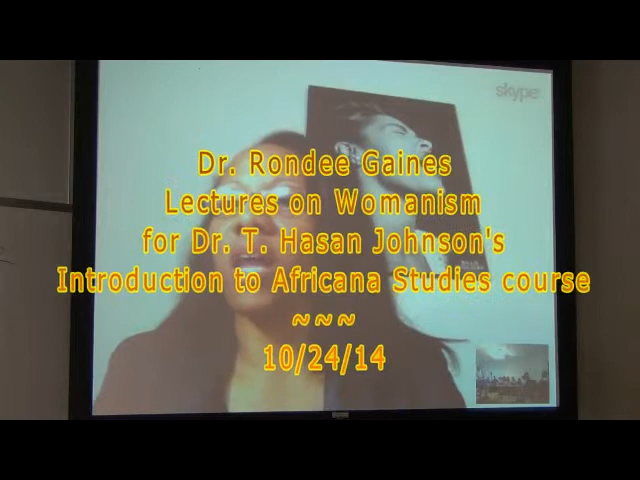 skype
Dr. Rondee Gaines
Lectures on Womanism
for Dr. T. Hasan Johnson's
Introduction to Africana Studies course
~~~
10/24/14